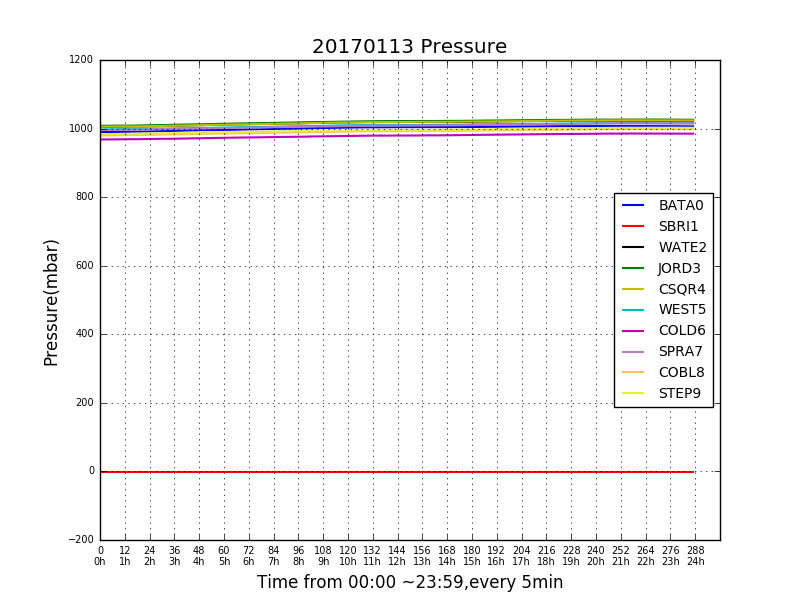 20170113 Pressure
1200
1000
800
600
400
200
0
−200
Pressure(mbar)
BATA0
SBRI1
WATE2
JORD3
CSQR4
WEST5
COLD6
SPRA7
COBL8
STEP9
0 12 24 36 48 60 72 84 96 108 120 132 144 156 168 180 192 204 216 228 240 252 264 276 288
0h 1h 2h 3h 4h 5h 6h 7h 8h 9h 10h 11h 12h 13h 14h 15h 16h 17h 18h 19h 20h 21h 22h 23h 24h
Time from 00:00 ~23:59,every 5min